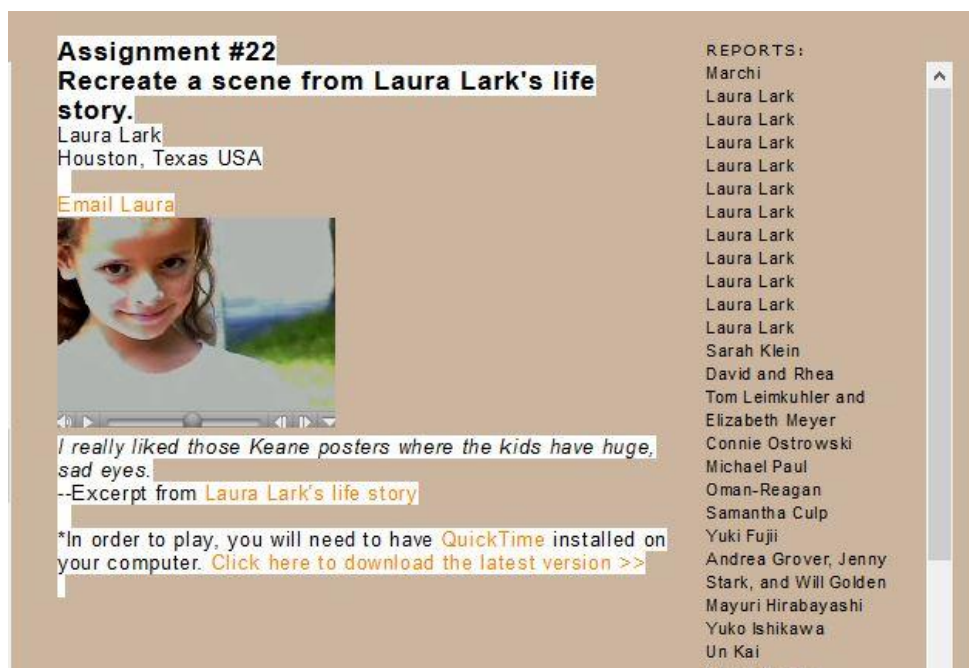 Assignment #22
Recreate a scene from Laura Lark's life
story.
Laura Lark
Houston, Texas USA
Email Laura
I really liked those Keane posters where the kids have huge,
sad eyes.
--Excerpt from Laura Lark's life story
*In order to play, you will need to have QuickTime installed on
your computer. Click here to download the latest version >>
REPORTS:
Marchi
Laura Lark
Laura Lark
Laura Lark
Laura Lark
Laura Lark
Laura Lark
Laura Lark
Laura Lark
Laura Lark
Laura Lark
Laura Lark
Sarah Klein
David and Rhea
Tom Leimkuhler and
Elizabeth Meyer
Connie Ostrowski
Michael Paul
Oman-Reagan
Samantha Culp
Yuki Fujii
Andrea Grover, Jenny
Stark, and Will Golden
Mayuri Hirabayashi
Yuko Ishikawa
Un Kai